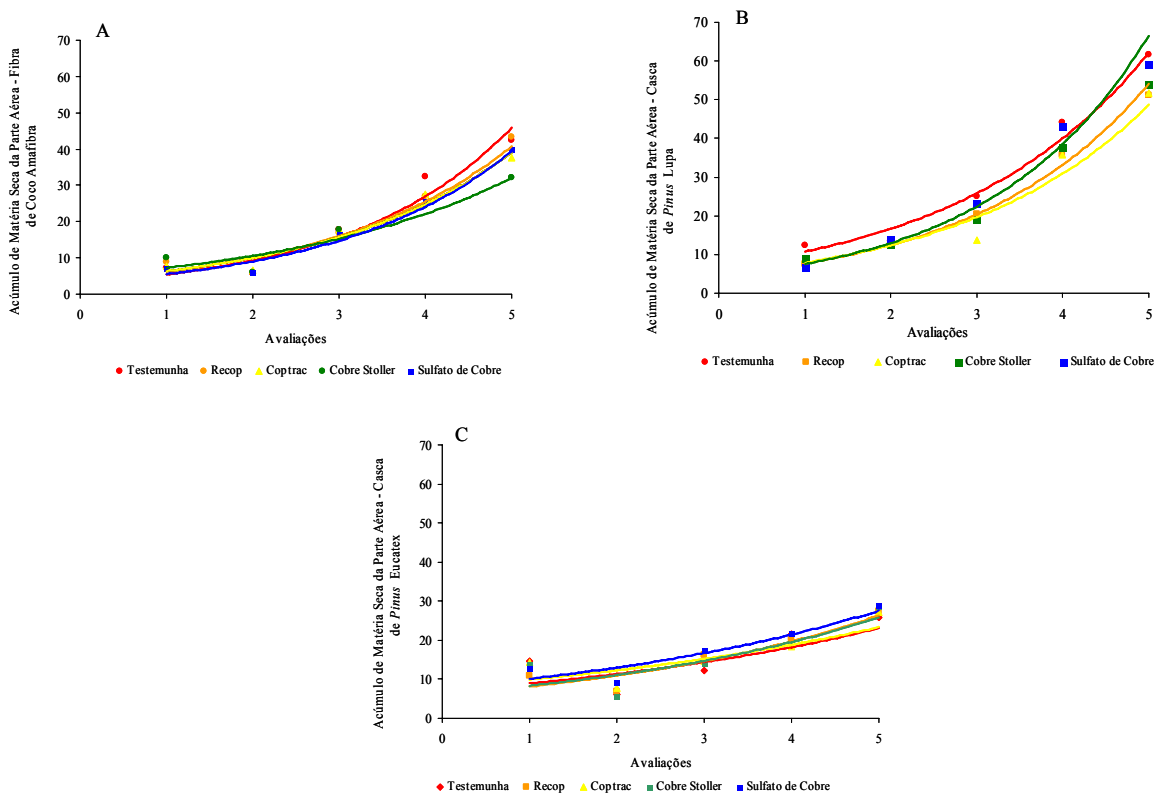 A
Acúmulo de Matéria Seca da Parte Aérea - Fibra
de Coco Amafibra
70
60
50
40
30
20
10
0
0 1 2 3 4 5
Avaliações
Testemunha Recop Coptrac Cobre Stoller Sulfato de Cobre
B
Acúmulo de Matéria Seca da Parte Aérea - Casca
de Pinus Lupa
70
60
50
40
30
20
10
0
0 1 2 3 4 5
Avaliações
Testemunha Recop Coptrac Cobre Stoller Sulfato de Cobre
C
Acúmulo de Matéria Seca da Parte Aérea - Casca
de Pinus Eucatex
70
60
50
40
30
20
10
0
0 1 2 3 4 5
Avaliações
Testemunha Recop Coptrac Cobre Stoller Sulfato de Cobre